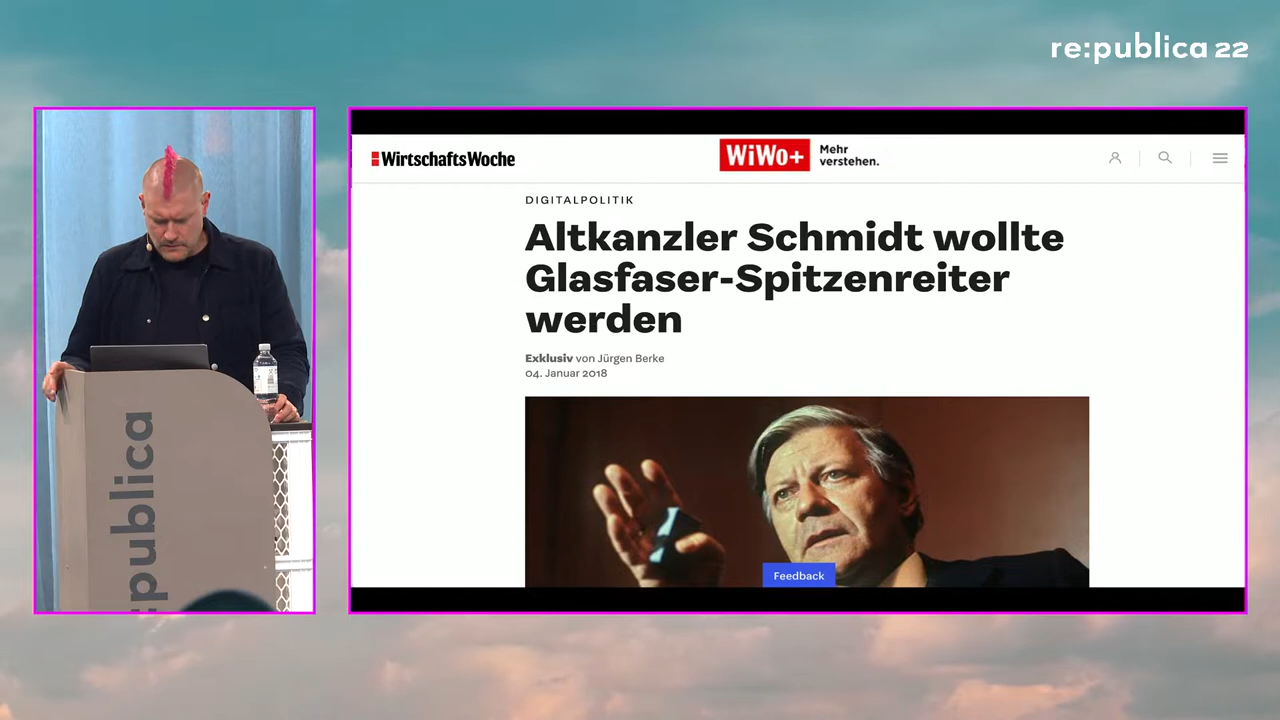 re:publica 22
WirtschaftsWoche
WiWo+ Mehr verstehen.
DIGITALPOLITIK
Altkanzler Schmidt wollte
Glasfaser-Spitzenreiter
werden
Exklusiv von Jürgen Berke
04. Januar 2018
Feedback
:publica